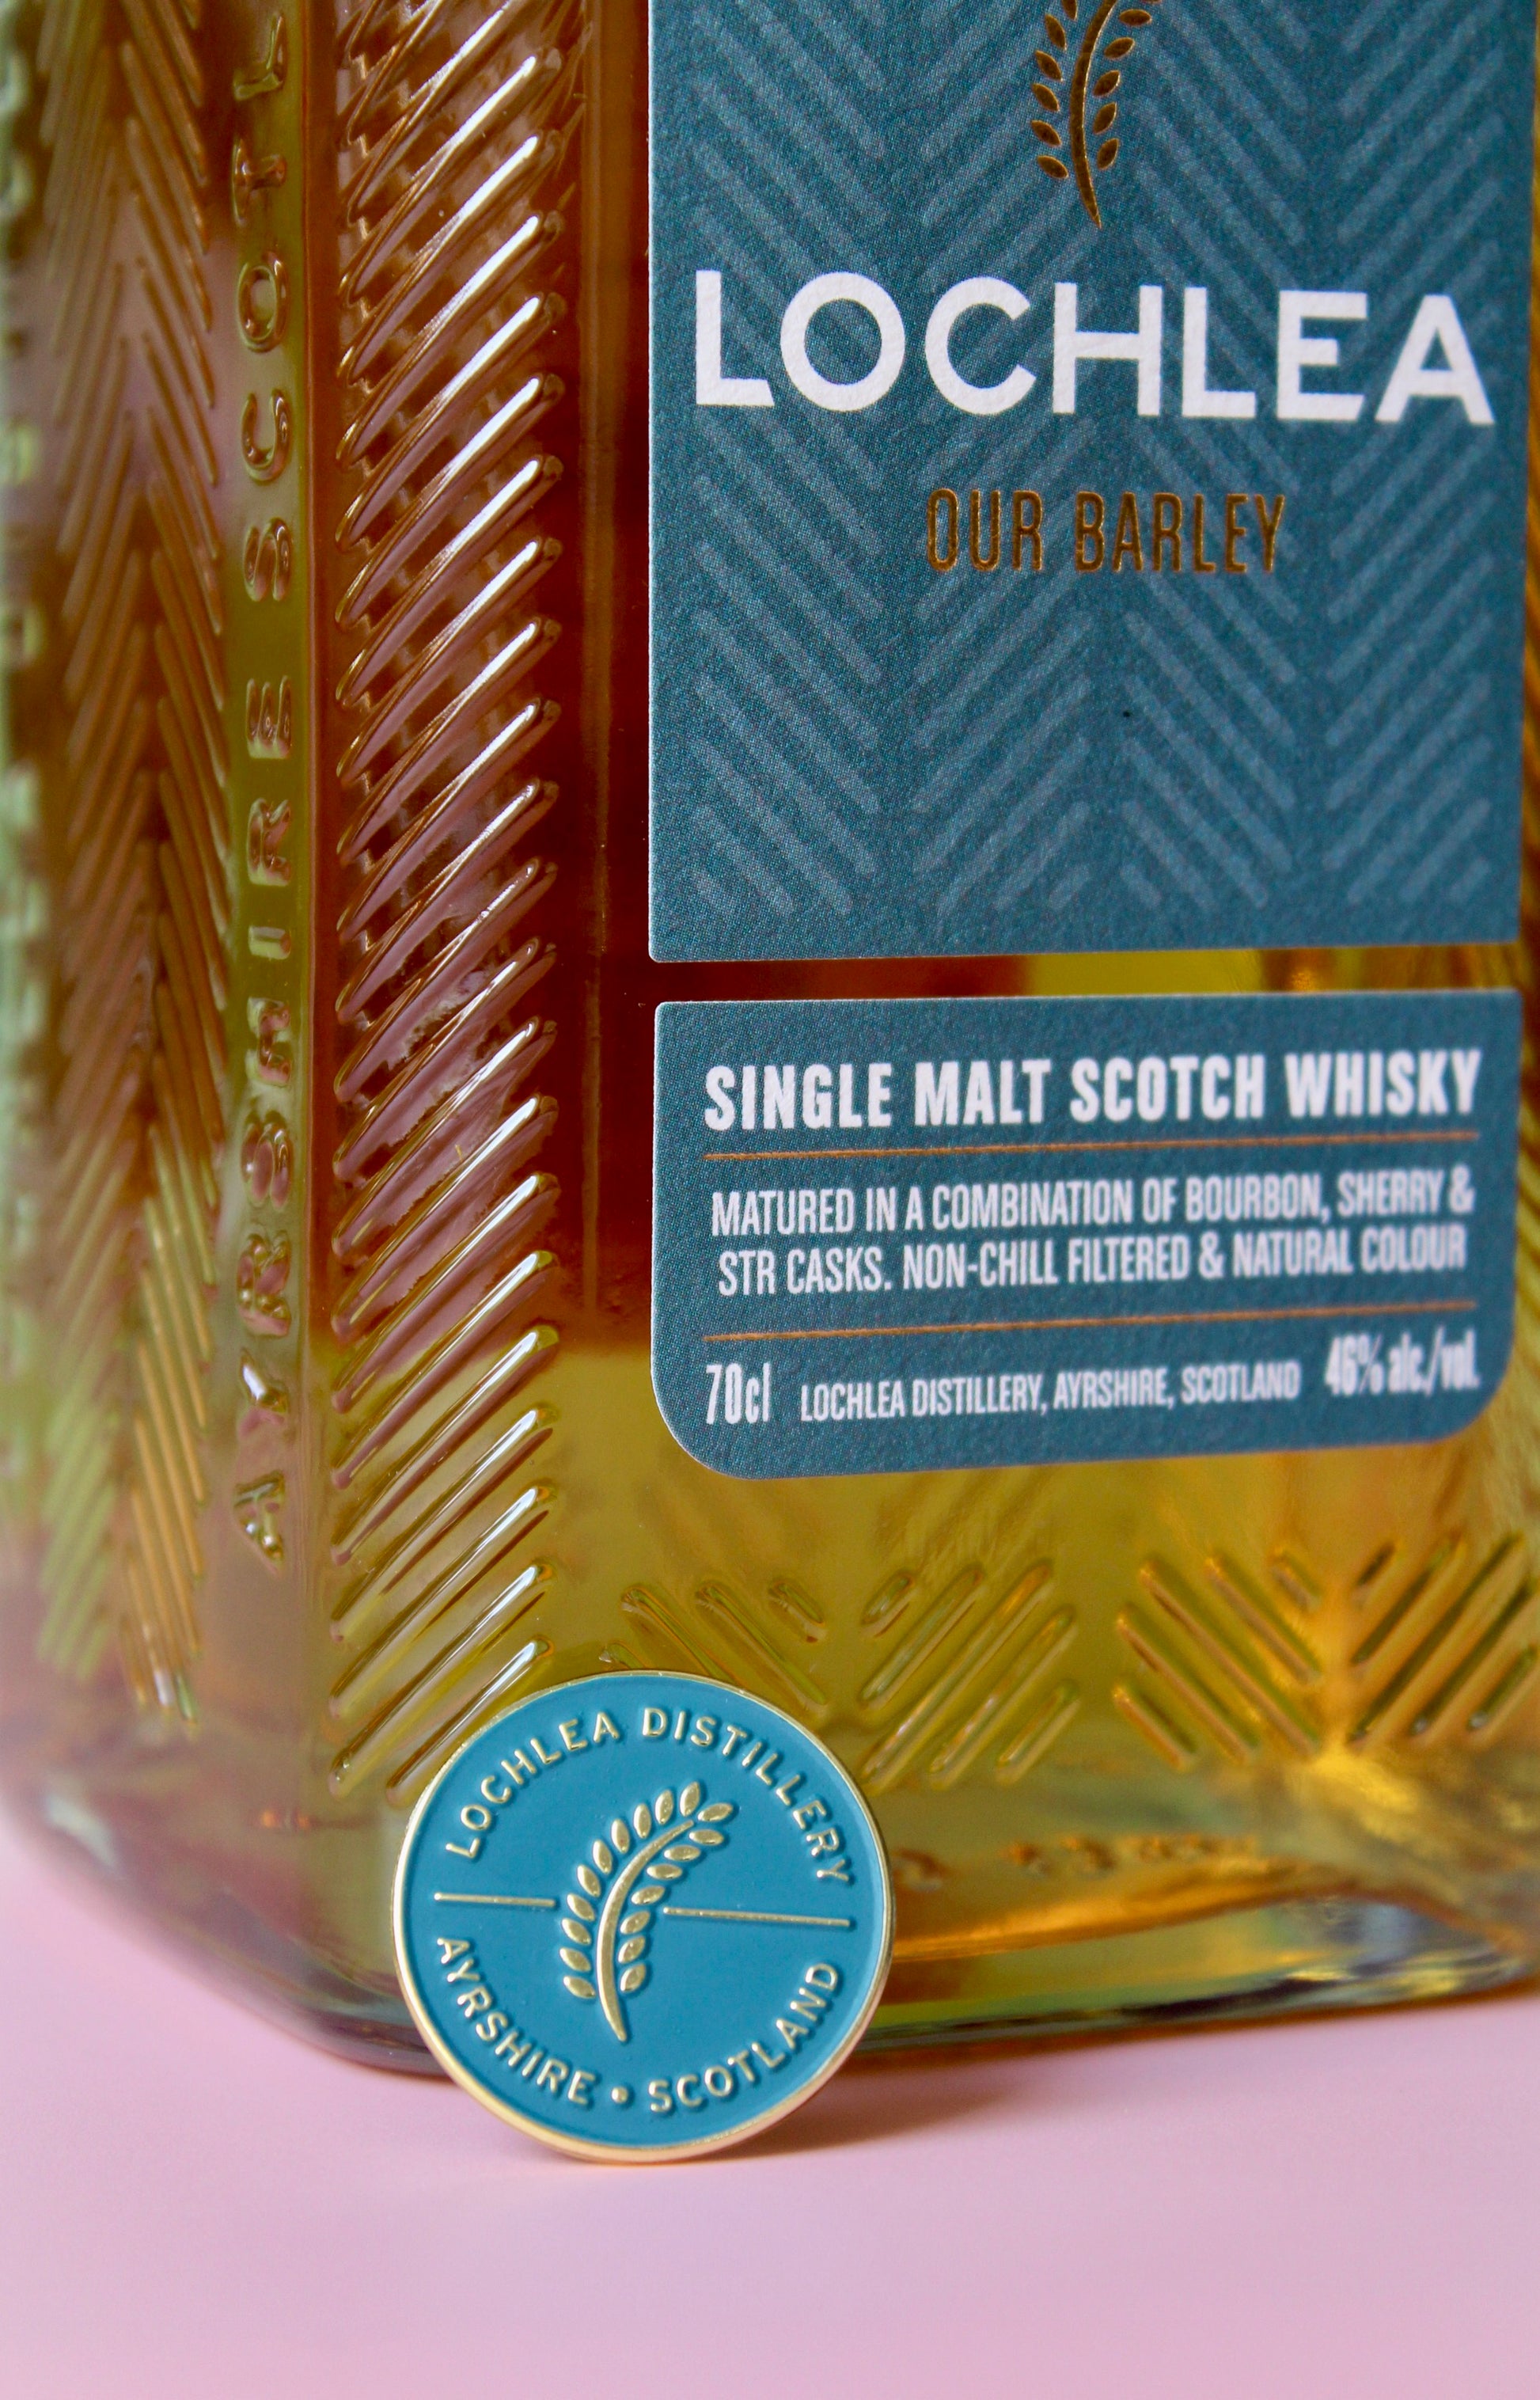 LOCHLEA
OUR BARLEY
SINGLE MALT SCOTCH WHISKY
MATURED IN A COMBINATION OF BOURBON, SHERRY &
STR CASKS. NON-CHILL FILTERED & NATURAL COLOUR
70cl LOCHLEA DISTILLERY, AYRSHIRE, SCOTLAND 46% alc./vol.
AYRSHIRE SCOTL
LOCHLEA DISTILLERY
AYRSHIRE • SCOTLAND